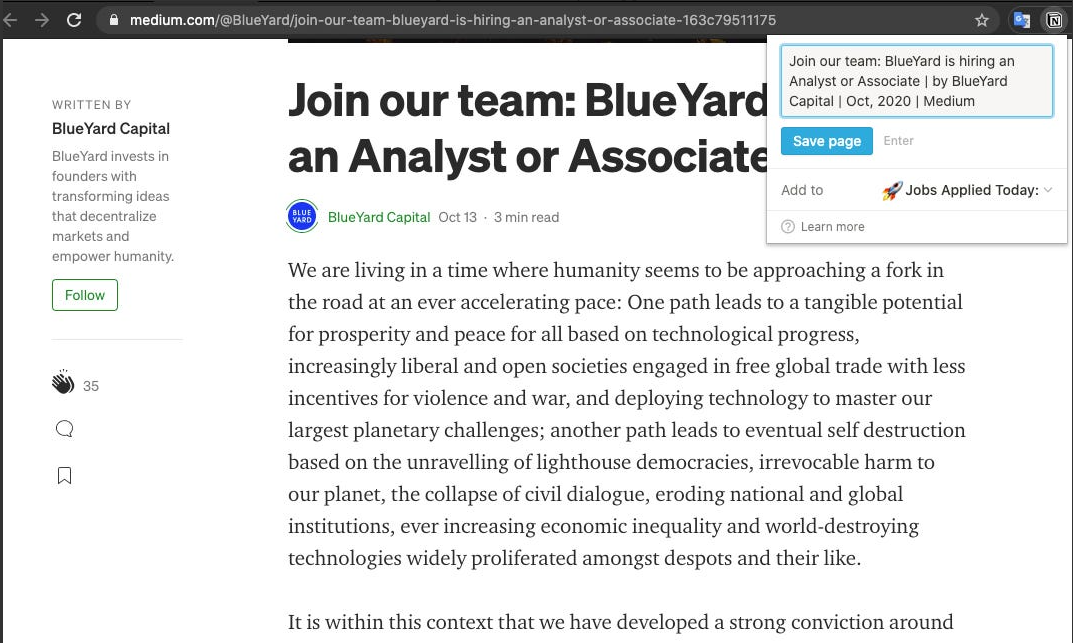 medium.com/@BlueYard/join-our-team-blueyard-is-hiring-an-analyst-or-associate-163c79511175
Join our team: BlueYard is hiring an
Analyst or Associate | by BlueYard
Capital | Oct, 2020 | Medium
Save page Enter
Add to 🚀 Jobs Applied Today:
Learn more
WRITTEN BY
BlueYard Capital
BlueYard invests in
founders with
transforming ideas
that decentralize
markets and
empower humanity.
Follow
35
Join our team: BlueYard
an Analyst or Associate
BLUE
YARD
BlueYard Capital Oct 13 · 3 min read
We are living in a time where humanity seems to be approaching a fork in
the road at an ever accelerating pace: One path leads to a tangible potential
for prosperity and peace for all based on technological progress,
increasingly liberal and open societies engaged in free global trade with less
incentives for violence and war, and deploying technology to master our
largest planetary challenges; another path leads to eventual self destruction
based on the unravelling of lighthouse democracies, irrevocable harm to
our planet, the collapse of civil dialogue, eroding national and global
institutions, ever increasing economic inequality and world-destroying
technologies widely proliferated amongst despots and their like.
It is within this context that we have developed a strong conviction around